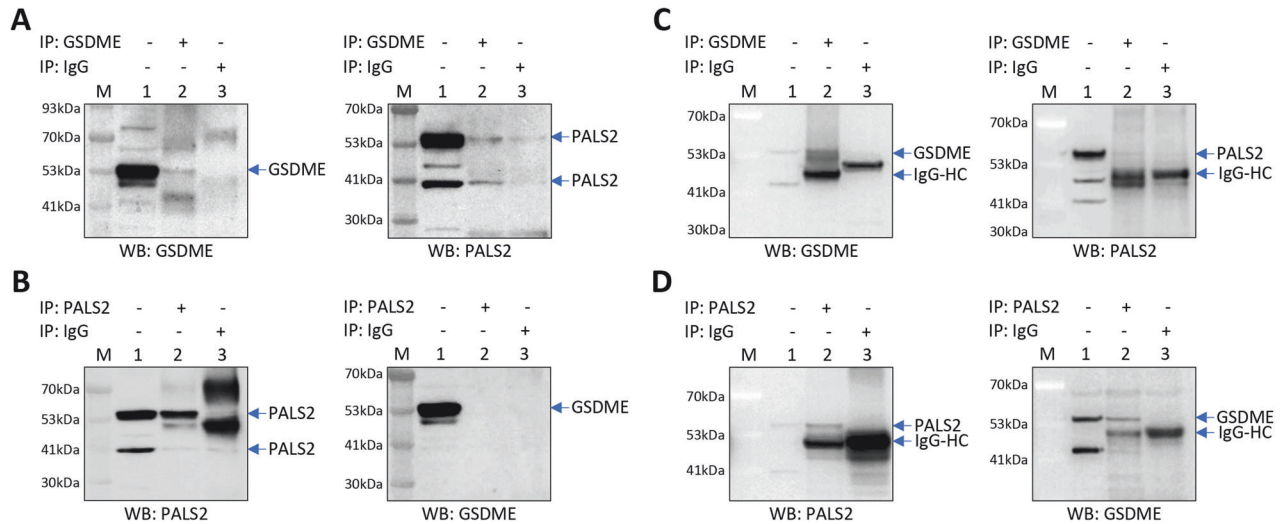 A
IP: GSDME - + -
IP: IgG - - +
M 1 2 3
93kDa
70kDa
53kDa
41kDa
GSDME
WB: GSDME
IP: GSDME - + -
IP: IgG - - +
M 1 2 3
70kDa
53kDa
41kDa
30kDa
PALS2
PALS2
WB: PALS2
C
IP: GSDME - + -
IP: IgG - - +
M 1 2 3
70kDa
53kDa
41kDa
30kDa
GSDME
IgG-HC
WB: GSDME
IP: GSDME - + -
IP: IgG - - +
M 1 2 3
70kDa
53kDa
41kDa
30kDa
PALS2
IgG-HC
WB: PALS2
B
IP: PALS2 - + -
IP: IgG - - +
M 1 2 3
70kDa
53kDa
41kDa
30kDa
PALS2
PALS2
WB: PALS2
IP: PALS2 - + -
IP: IgG - - +
M 1 2 3
70kDa
53kDa
41kDa
30kDa
GSDME
WB: GSDME
D
IP: PALS2 - + -
IP: IgG - - +
M 1 2 3
70kDa
53kDa
41kDa
PALS2
IgG-HC
WB: PALS2
IP: PALS2 - + -
IP: IgG - - +
M 1 2 3
70kDa
53kDa
41kDa
GSDME
IgG-HC
WB: GSDME